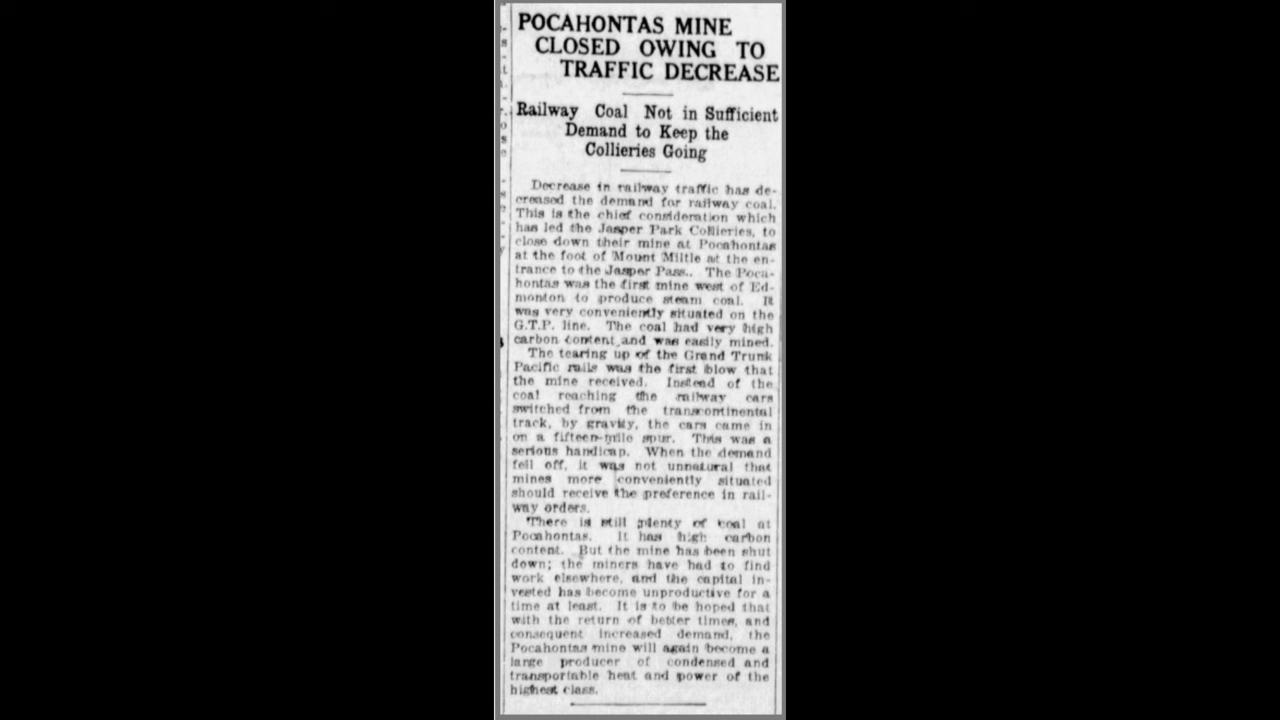 POCAHONTAS MINE
CLOSED OWING TO
TRAFFIC DECREASE
Railway Coal Not in Sufficient
Demand to Keep the
Collieries Going
Decrease in railway traffic has de-
creased the demand for railway coal.
This is the chief consideration which
has led the Jasper Park Collieries, to
close down their mine at Pocahontas
at the foot of Mount Miltle at the en-
trance to the Jasper Pass.. The Poca-
hontas was the first mine west of Ed-
monton to produce steam coal. It
was very conveniently situated on the
G.T.P. line. The coal had very high
carbon content and was easily mined.
The tearing up of the Grand Trunk
Pacific rails was the first blow that
the mine received. Instead of the
coal reaching the railway cars
switched from the transcontinental
track, by gravity, the cars came in
on a fifteen-mile spur. This was a
serious handicap. When the demand
fell off, it was not unnatural that
mines more conveniently situated
should receive the preference in rail-
way orders.
There is still plenty of coal at
Pocahontas. It has high carbon
content. But the mine has been shut
down; the miners have had to find
work elsewhere, and the capital in-
vested has become unproductive for a
time at least. It is to be hoped that
with the return of better times, and
consequent increased demand, the
Pocahontas mine will again become a
large producer of condensed and
transportable heat and power of the
highest class.